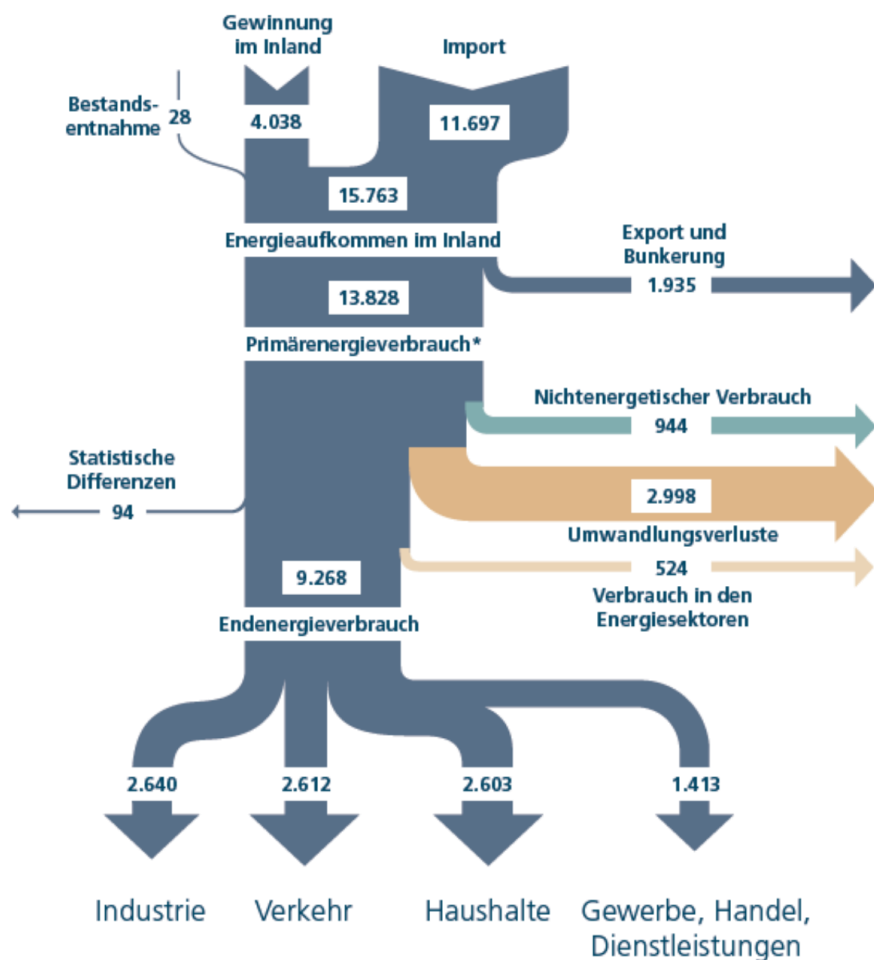 Gewinnung
im Inland
Import
Bestands-
entnahme
28
4.038
11.697
15.763
Energieaufkommen im Inland
Export und
Bunkerung
1.935
13.828
Primärenergieverbrauch*
Nichtenergetischer Verbrauch
944
Statistische
Differenzen
94
2.998
Umwandlungsverluste
524
Verbrauch in den
Energiesektoren
9.268
Endenergieverbrauch
2.640
2.612
2.603
1.413
Industrie
Verkehr
Haushalte
Gewerbe, Handel,
Dienstleistungen